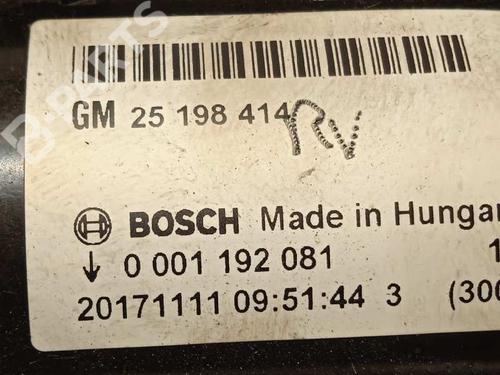 GM 25 198 414 RV
BOSCH Made in Hungar
0 001 192 081 1
20171111 09:51:44 3 (300